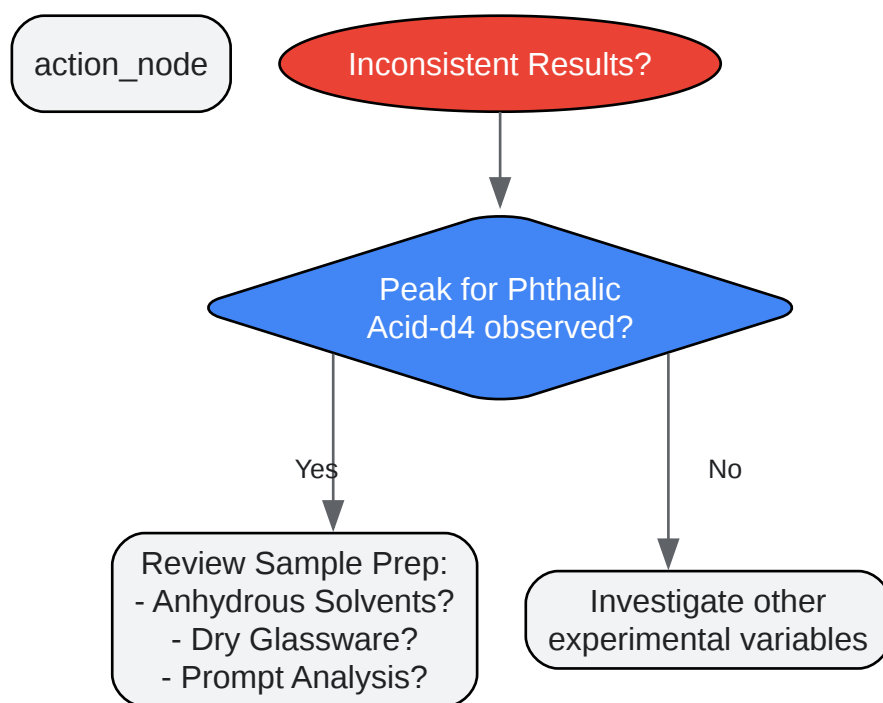 action_node
Inconsistent Results?
Peak for Phthalic
Acid-d4 observed?
Yes
No
Review Sample Prep:
- Anhydrous Solvents?
- Dry Glassware?
- Prompt Analysis?
Investigate other
experimental variables